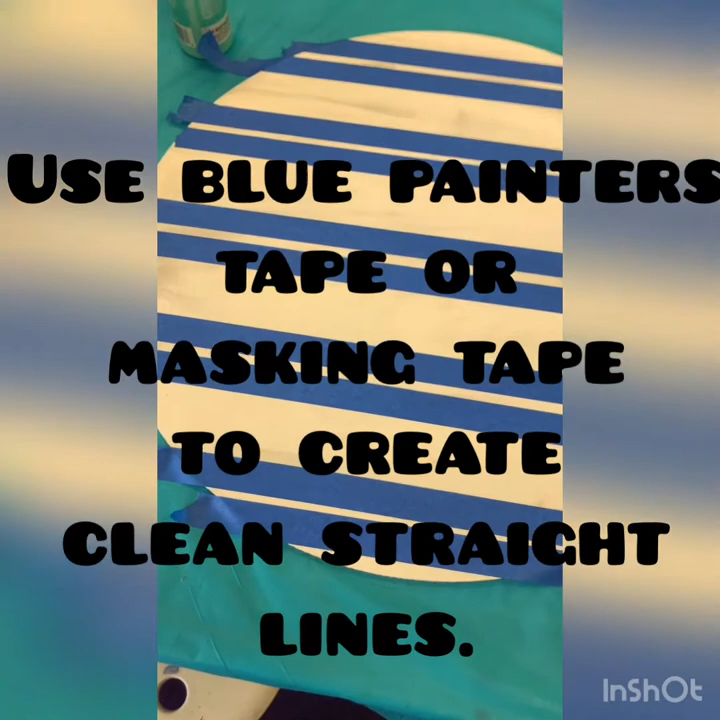 Use blue painters
tape or
masking tape
to create
clean straight
lines.
InShOt